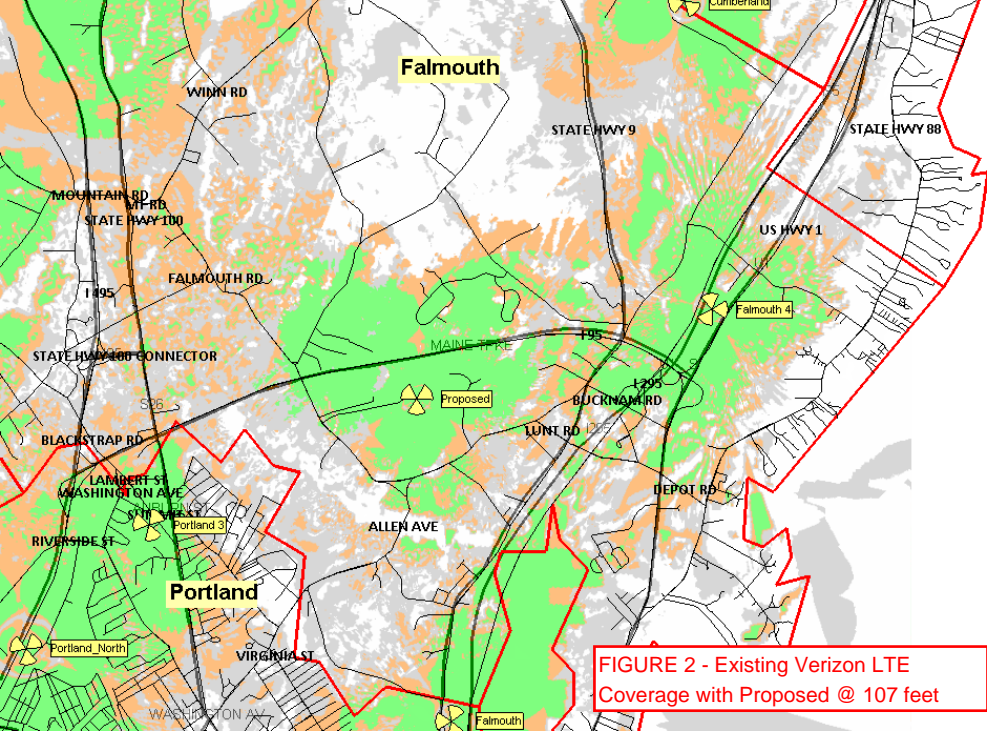 Cumberland
Falmouth
WINN RD
STATE HWY 9
STATE HWY 88
MOUNTAIN RD
MT RD
STATE HWY 100
US HWY 1
FALMOUTH RD
I 495
Falmouth 4
I 95
MAINE TPKE
STATE HWY 100 CONNECTOR
I 295
Proposed
BUCKNAM RD
S26
LUNT RD
I295
BLACKSTRAP RD
LAMBERT ST
WASHINGTON AVE
DEPOT RD
Portland 3
ALLEN AVE
RIVERSIDE ST
Portland
Portland_North
VIRGINIA ST
FIGURE 2 - Existing Verizon LTE
Coverage with Proposed @ 107 feet
WASHINGTON AV
Falmouth